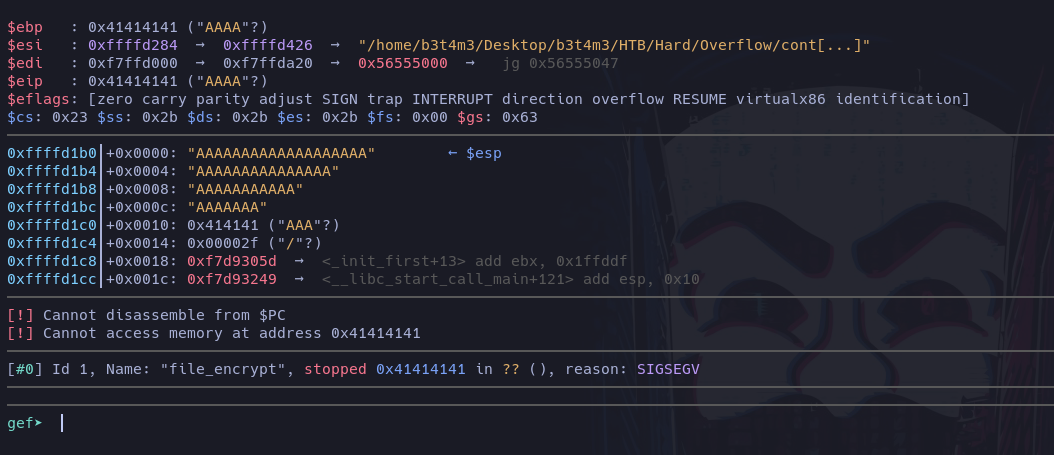 $ebp   : 0x41414141 ("AAAA"?)
$esi   : 0xffffd284  →  0xffffd426  →  "/home/b3t4m3/Desktop/b3t4m3/HTB/Hard/Overflow/cont[...]"
$edi   : 0xf7ffd000  →  0xf7ffda20  →  0x56555000  →   jg 0x56555047
$eip   : 0x41414141 ("AAAA"?)
$eflags: [zero carry parity adjust SIGN trap INTERRUPT direction overflow RESUME virtualx86 identification]
$cs: 0x23 $ss: 0x2b $ds: 0x2b $es: 0x2b $fs: 0x00 $gs: 0x63
0xffffd1b0│+0x0000: "AAAAAAAAAAAAAAAAAAA"        ← $esp
0xffffd1b4│+0x0004: "AAAAAAAAAAAAAAA"
0xffffd1b8│+0x0008: "AAAAAAAAAAA"
0xffffd1bc│+0x000c: "AAAAAAA"
0xffffd1c0│+0x0010: 0x414141 ("AAA"?)
0xffffd1c4│+0x0014: 0x00002f ("/"?)
0xffffd1c8│+0x0018: 0xf7d9305d  →  <_init_first+13> add ebx, 0x1ffddf
0xffffd1cc│+0x001c: 0xf7d93249  →  <__libc_start_call_main+121> add esp, 0x10
[!] Cannot disassemble from $PC
[!] Cannot access memory at address 0x41414141
[#0] Id 1, Name: "file_encrypt", stopped 0x41414141 in ?? (), reason: SIGSEGV
gef➤